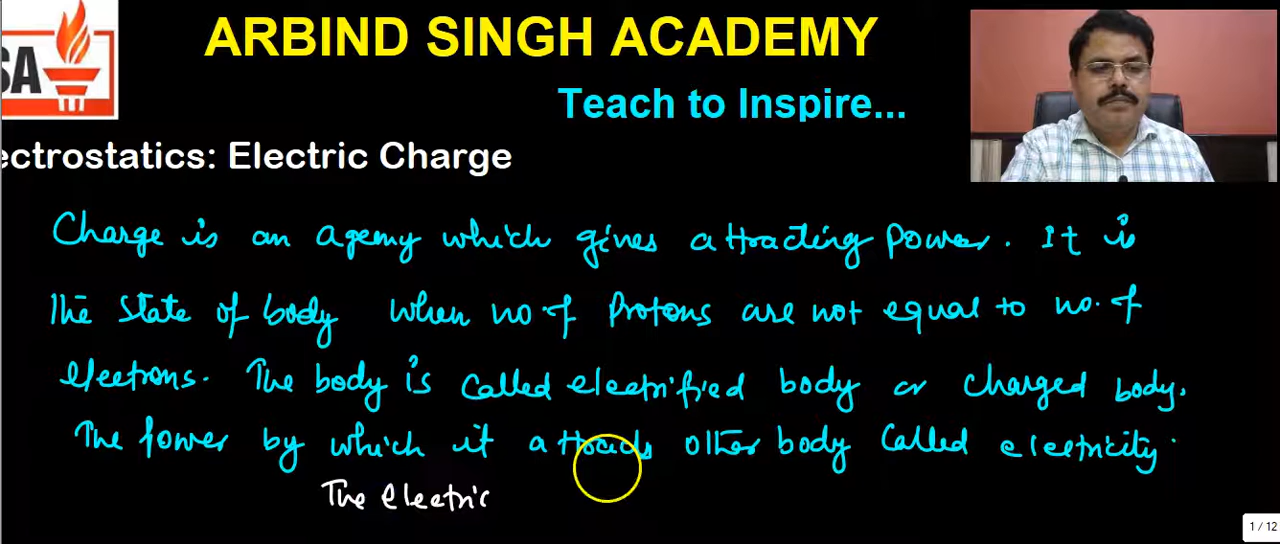 SA
ARBIND SINGH ACADEMY
Teach to Inspire...
ectrostatics: Electric Charge
Charge is an agency which gives attracting power. It is
the state of body when no. of protons are not equal to no. of
electrons. The body is called electrified body or charged body.
The power by which it attracts other body called electricity.
The electric
1 / 12